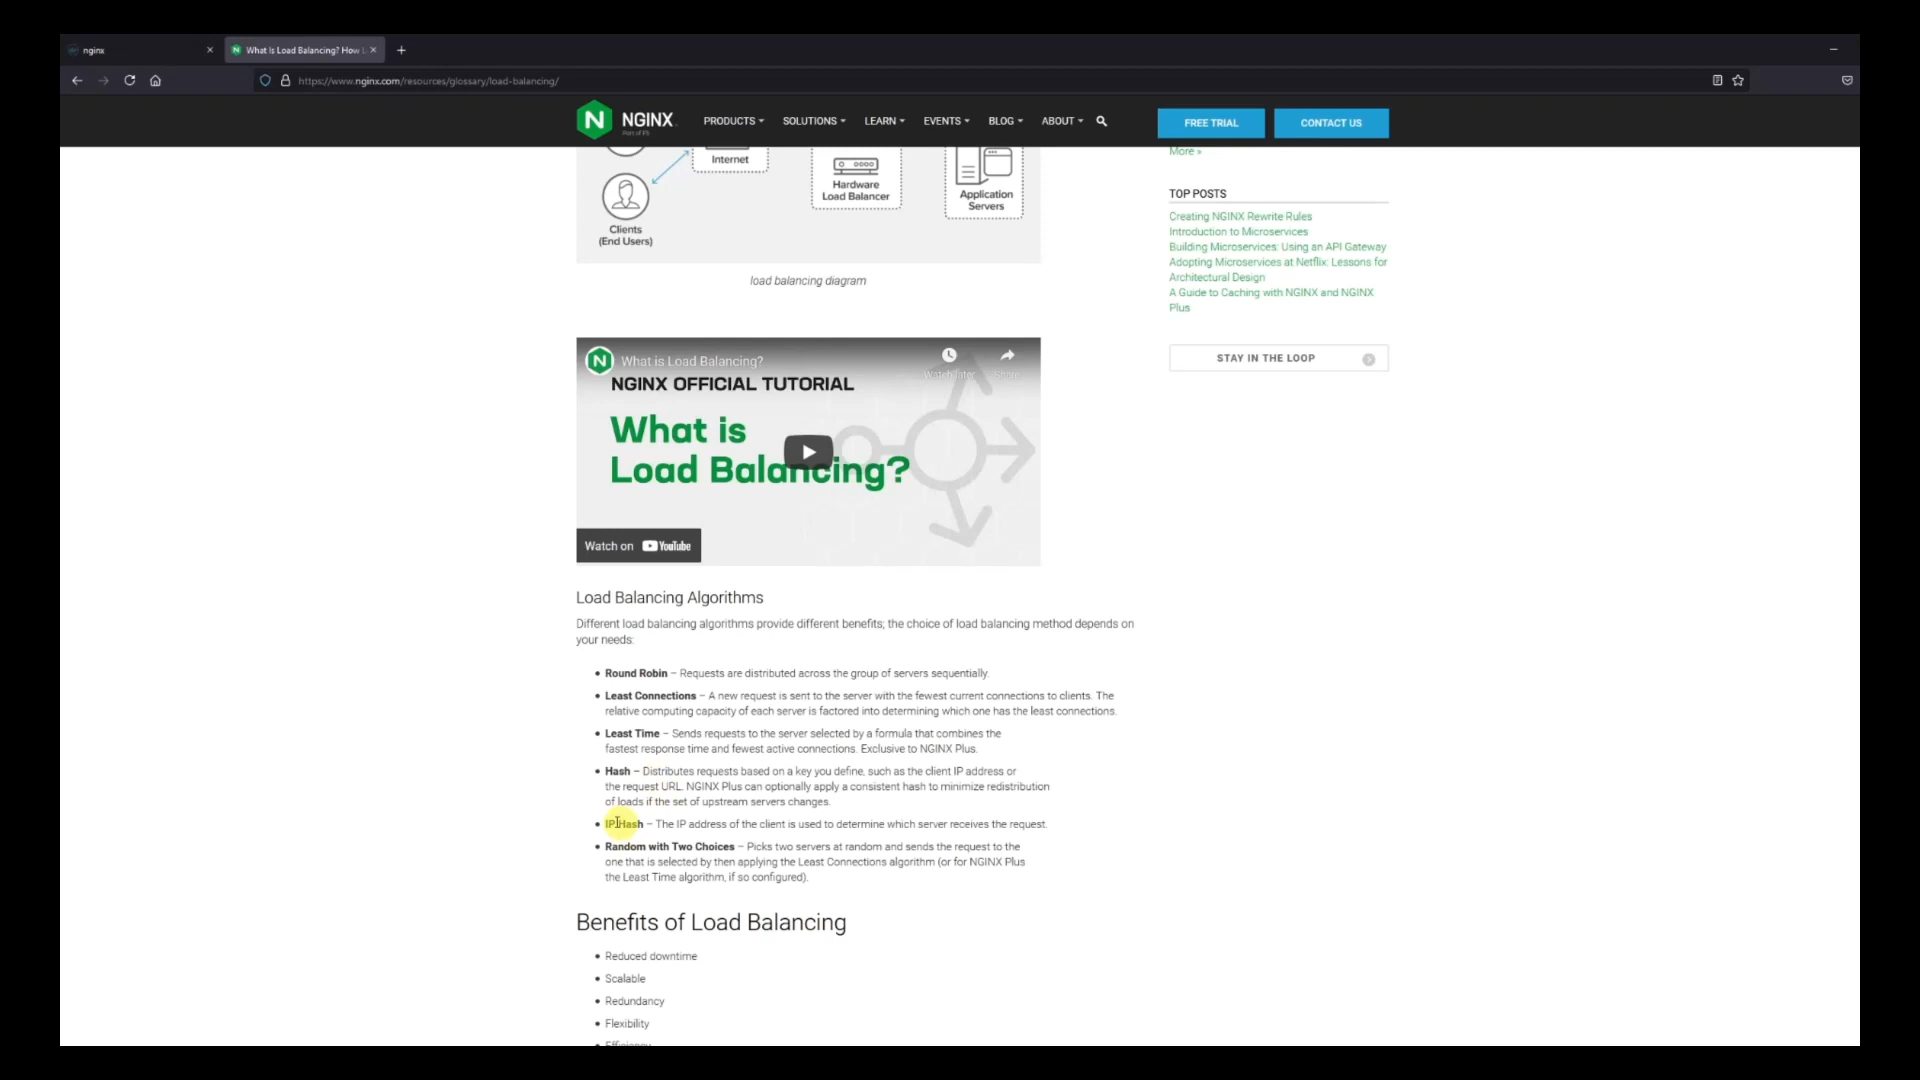 nginx
What Is Load Balancing? How L
https://www.nginx.com/resources/glossary/load-balancing/
NGINX
Part of F5
PRODUCTS
SOLUTIONS
LEARN
EVENTS
BLOG
ABOUT
FREE TRIAL
CONTACT US
Internet
Hardware
Load Balancer
Application
Servers
Clients
(End Users)
load balancing diagram
What is Load Balancing?
Watch later
Share
NGINX OFFICIAL TUTORIAL
What is
Load Balancing?
Watch on YouTube
Load Balancing Algorithms
Different load balancing algorithms provide different benefits; the choice of load balancing method depends on
your needs:
• Round Robin – Requests are distributed across the group of servers sequentially.
• Least Connections – A new request is sent to the server with the fewest current connections to clients. The
relative computing capacity of each server is factored into determining which one has the least connections.
• Least Time – Sends requests to the server selected by a formula that combines the
fastest response time and fewest active connections. Exclusive to NGINX Plus.
• Hash – Distributes requests based on a key you define, such as the client IP address or
the request URL. NGINX Plus can optionally apply a consistent hash to minimize redistribution
of loads if the set of upstream servers changes.
• IP Hash – The IP address of the client is used to determine which server receives the request.
• Random with Two Choices – Picks two servers at random and sends the request to the
one that is selected by then applying the Least Connections algorithm (or for NGINX Plus
the Least Time algorithm, if so configured).
Benefits of Load Balancing
• Reduced downtime
• Scalable
• Redundancy
• Flexibility
• Efficiency
More »
TOP POSTS
Creating NGINX Rewrite Rules
Introduction to Microservices
Building Microservices: Using an API Gateway
Adopting Microservices at Netflix: Lessons for
Architectural Design
A Guide to Caching with NGINX and NGINX
Plus
STAY IN THE LOOP